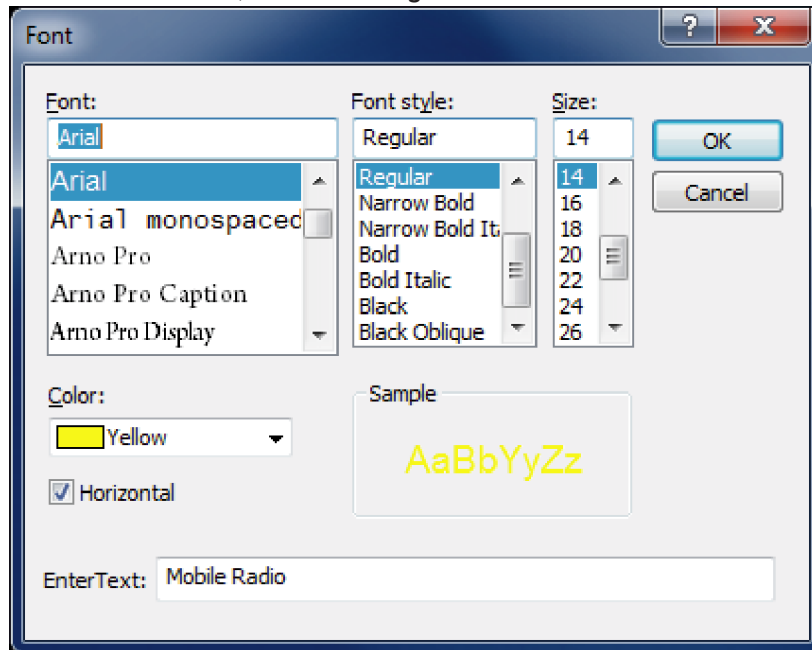 Font
?
X
Font:
Font style:
Size:
Arial
Regular
14
OK
Cancel
Arial
Arial monospaced
Arno Pro
Arno Pro Caption
Arno Pro Display
Regular
Narrow Bold
Narrow Bold It
Bold
Bold Italic
Black
Black Oblique
14
16
18
20
22
24
26
Color:
Yellow
Horizontal
Sample
AaBbYyZz
EnterText: Mobile Radio